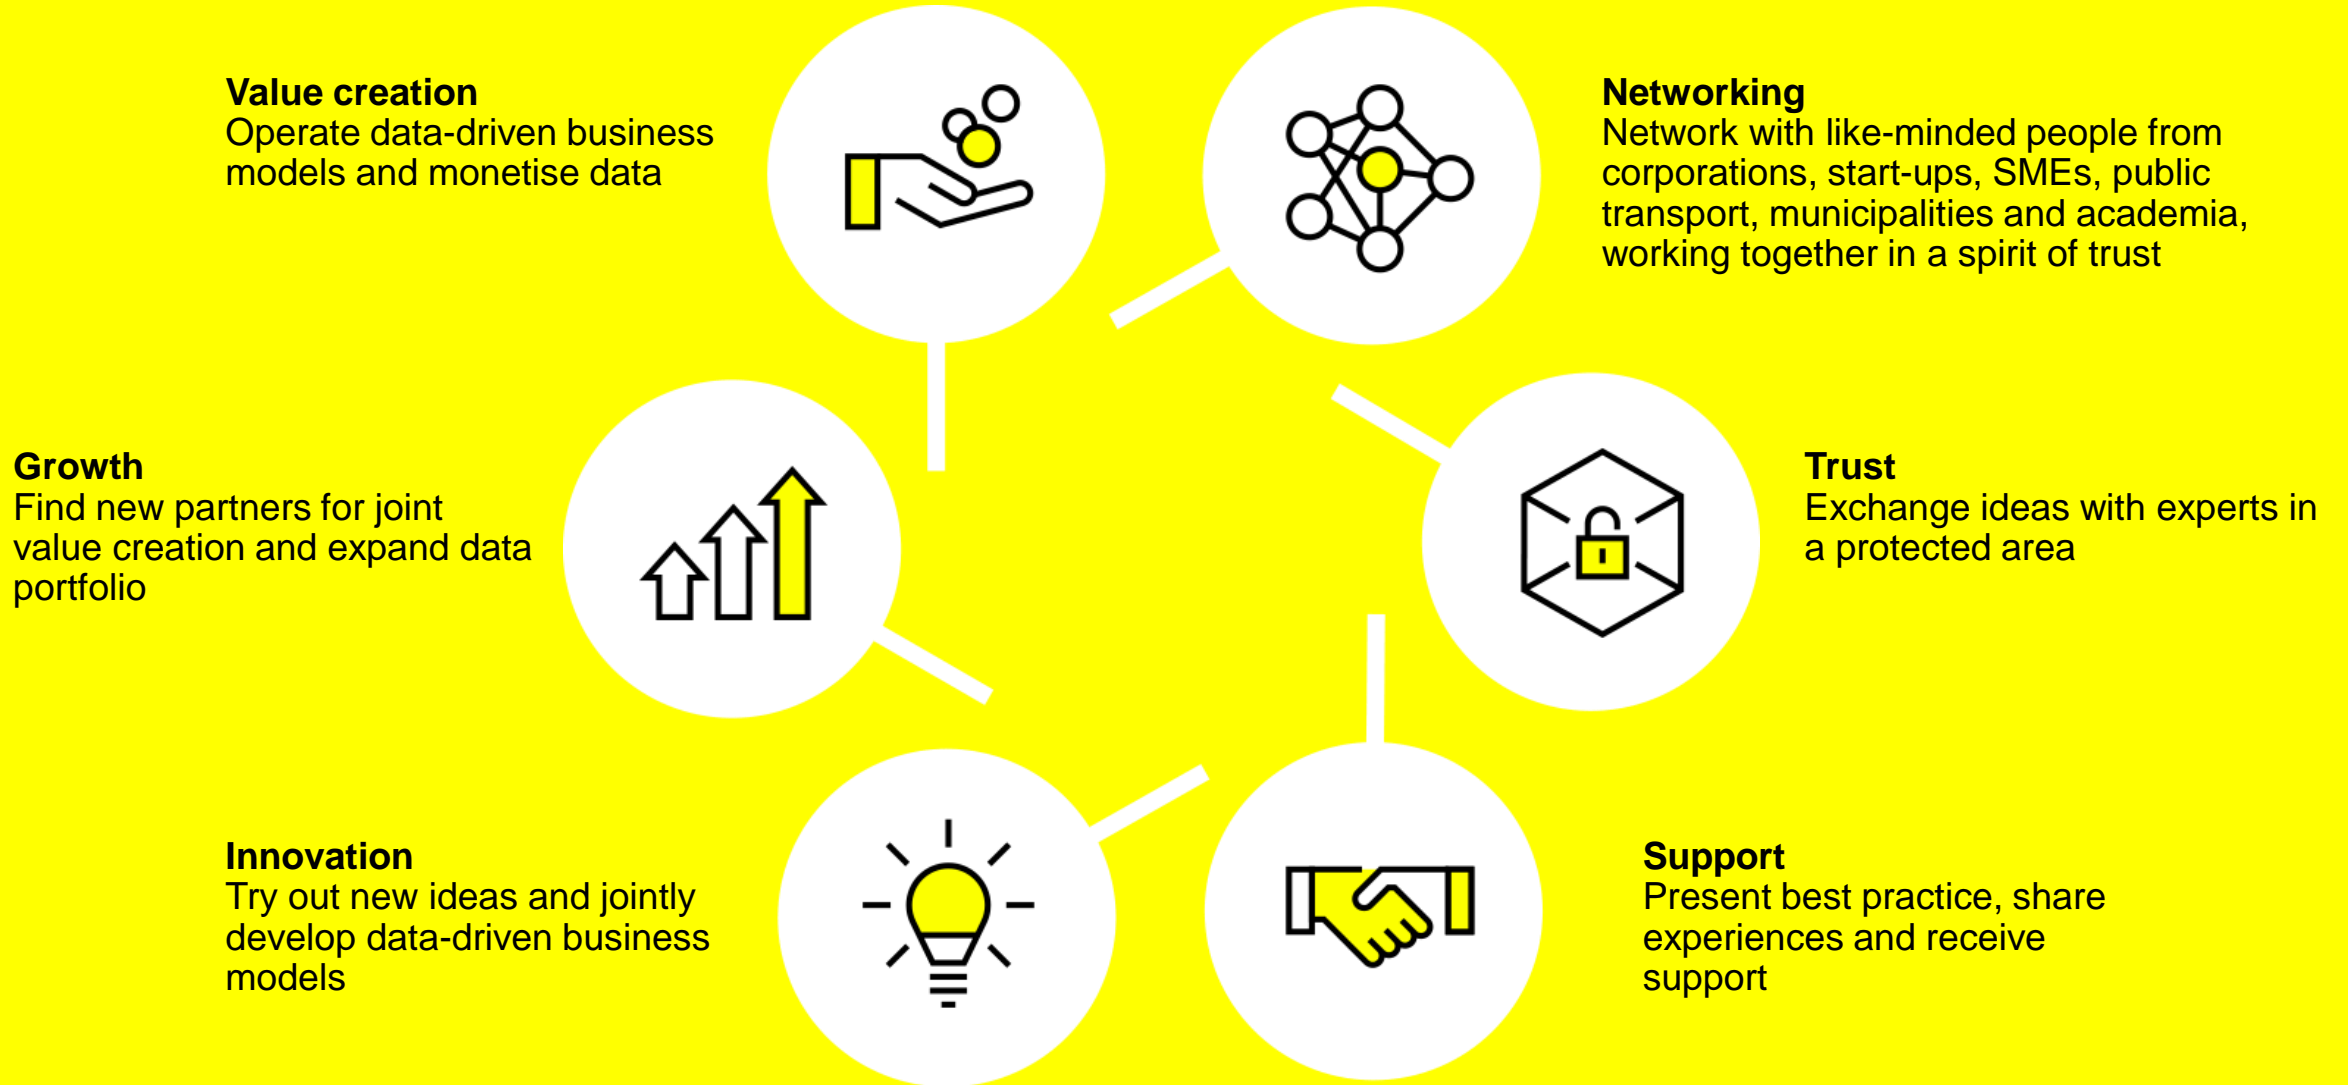 Value creation
Operate data-driven business
models and monetise data
Networking
Network with like-minded people from
corporations, start-ups, SMEs, public
transport, municipalities and academia,
working together in a spirit of trust
Growth
Find new partners for joint
value creation and expand data
portfolio
Trust
Exchange ideas with experts in
a protected area
Innovation
Try out new ideas and jointly
develop data-driven business
models
Support
Present best practice, share
experiences and receive
support